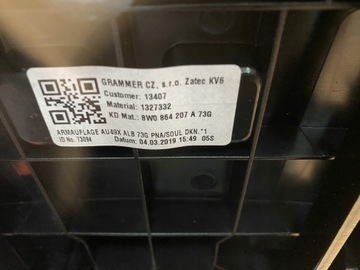 GRAMMER CZ, s.r.o. Zatec KV6
Customer: 13407
Material: 1327332
KD Mat.: 8W0 864 207 A 73G
ARMAUFLAGE AU49X ALB 73G PNA/SOUL DKN.*1
ID No. 73094 Datum: 04.03.2019 15:49 05S